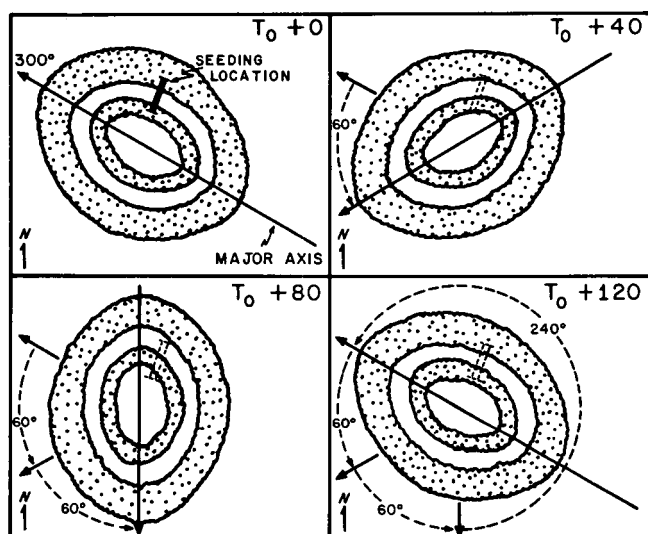 T₀ + 0
300°
SEEDING
LOCATION
N
MAJOR AXIS
T₀ + 40
60°
N
T₀ + 80
60°
60°
N
T₀ + 120
240°
60°
60°
N